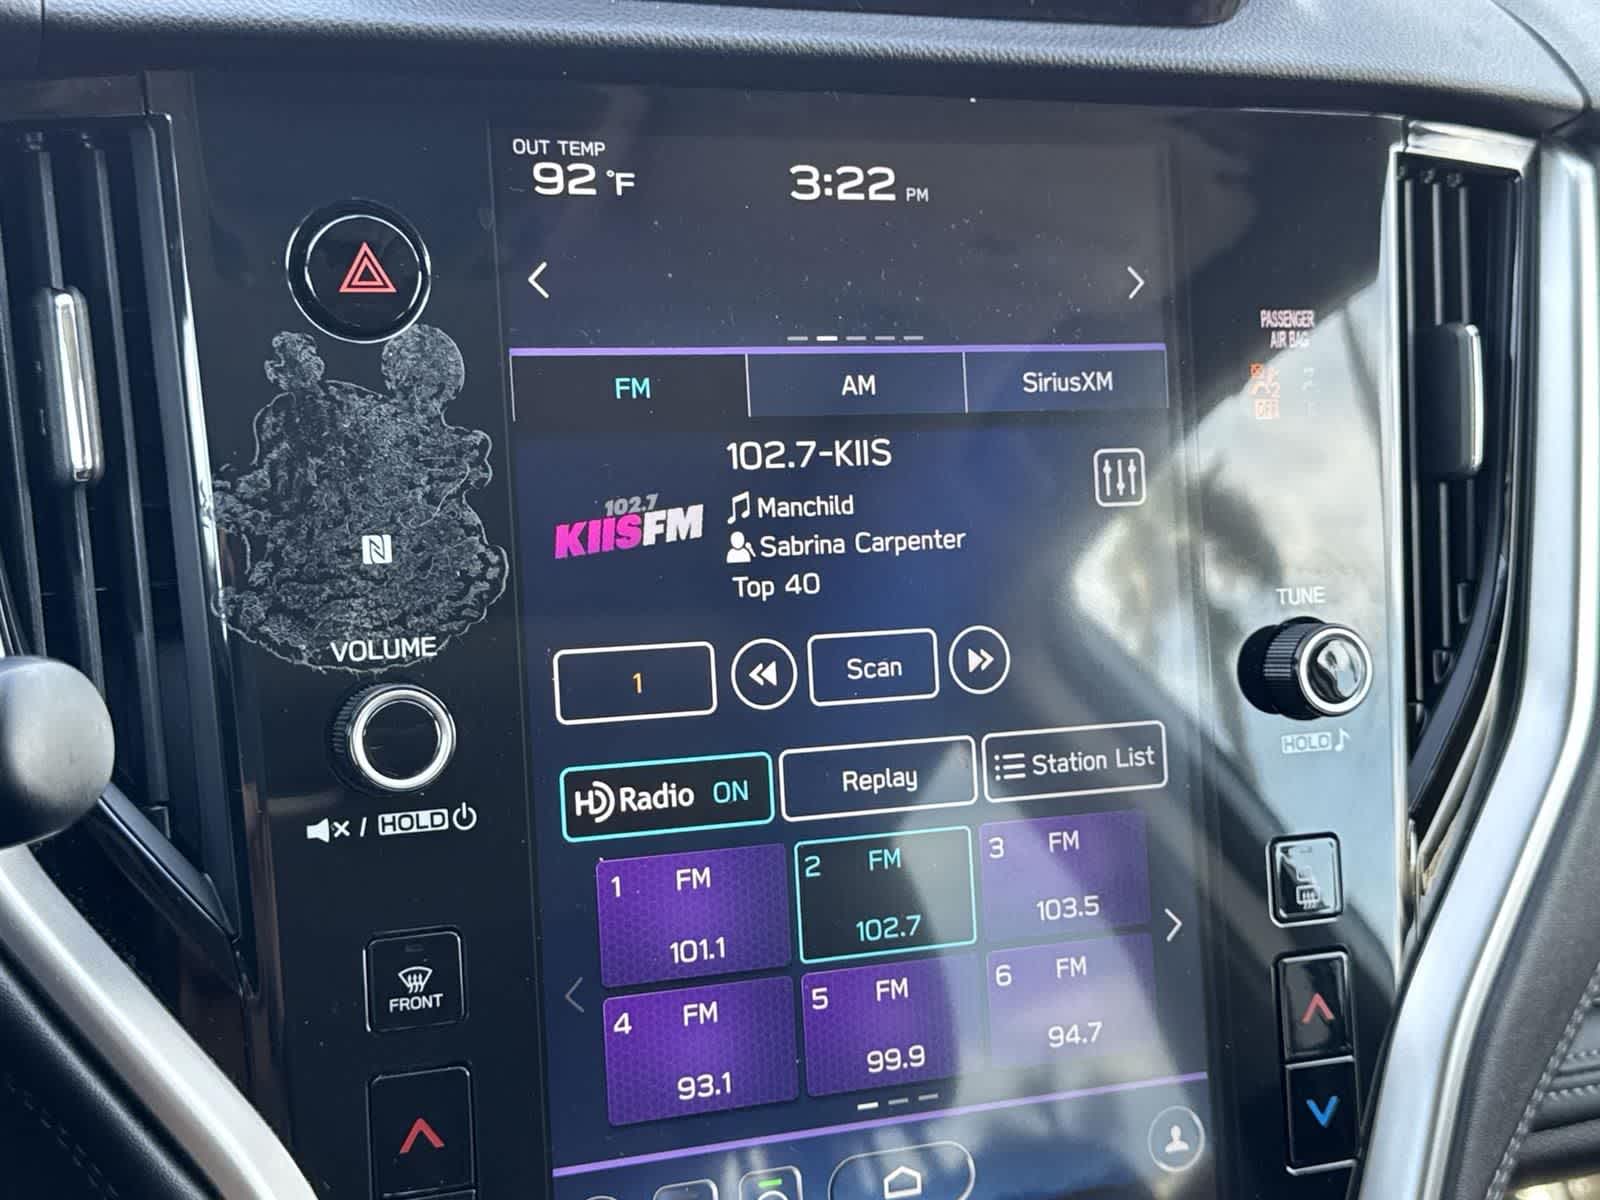 OUT TEMP
92 °F
3:22 PM
FM
AM
SiriusXM
PASSENGER
AIR BAG
OFF
102.7-KIIS
102.7
KIISFM
Manchild
Sabrina Carpenter
Top 40
VOLUME
TUNE
HOLD
1
Scan
HD Radio ON
Replay
Station List
/ HOLD
1 FM
101.1
2 FM
102.7
3 FM
103.5
4 FM
93.1
5 FM
99.9
6 FM
94.7
FRONT